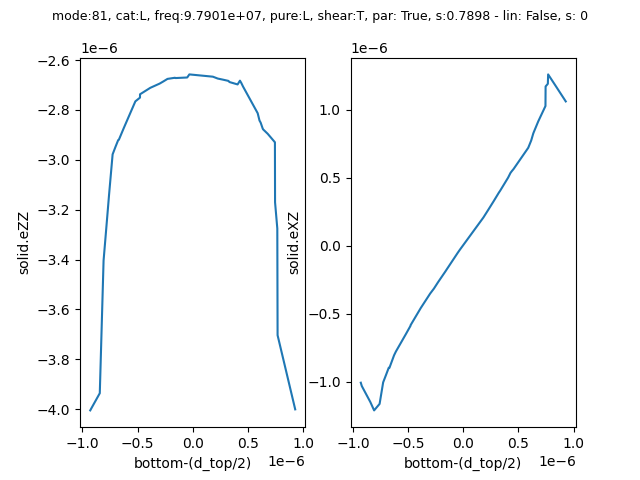 mode:81, cat:L, freq:9.7901e+07, pure:L, shear:T, par: True, s:0.7898 - lin: False, s: 0
1e−6
−2.6
−2.8
−3.0
−3.2
−3.4
−3.6
−3.8
−4.0
solid.eZZ
−1.0 −0.5 0.0 0.5 1.0
bottom-(d_top/2) 1e−6
1e−6
1.0
0.5
0.0
−0.5
−1.0
solid.eXZ
−1.0 −0.5 0.0 0.5 1.0
bottom-(d_top/2) 1e−6